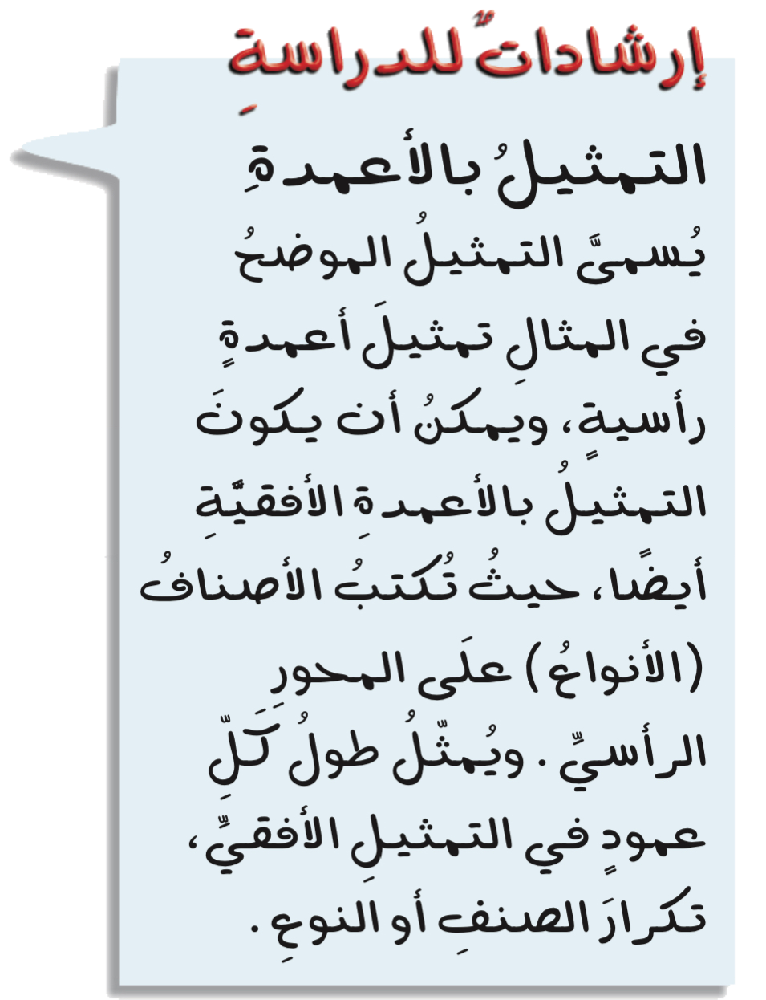 إرشاداتٌ للدراسةِ
التمثيلُ بالأعمدةِ
يُسمىَّ التمثيلُ الموضحُ
في المثالِ تمثيلَ أعمدةٍ
رأسيةٍ، ويمكنُ أن يكونَ
التمثيلُ بالأعمدةِ الأفقيَّةِ
أيضًا، حيثُ تُكتبُ الأصنافُ
(الأنواعُ) علَى المحورِ
الرأسيِّ. ويُمثّلُ طولُ كَلِّ
عمودٍ في التمثيلِ الأفقيِّ،
تكرارَ الصنفِ أو النوعِ.